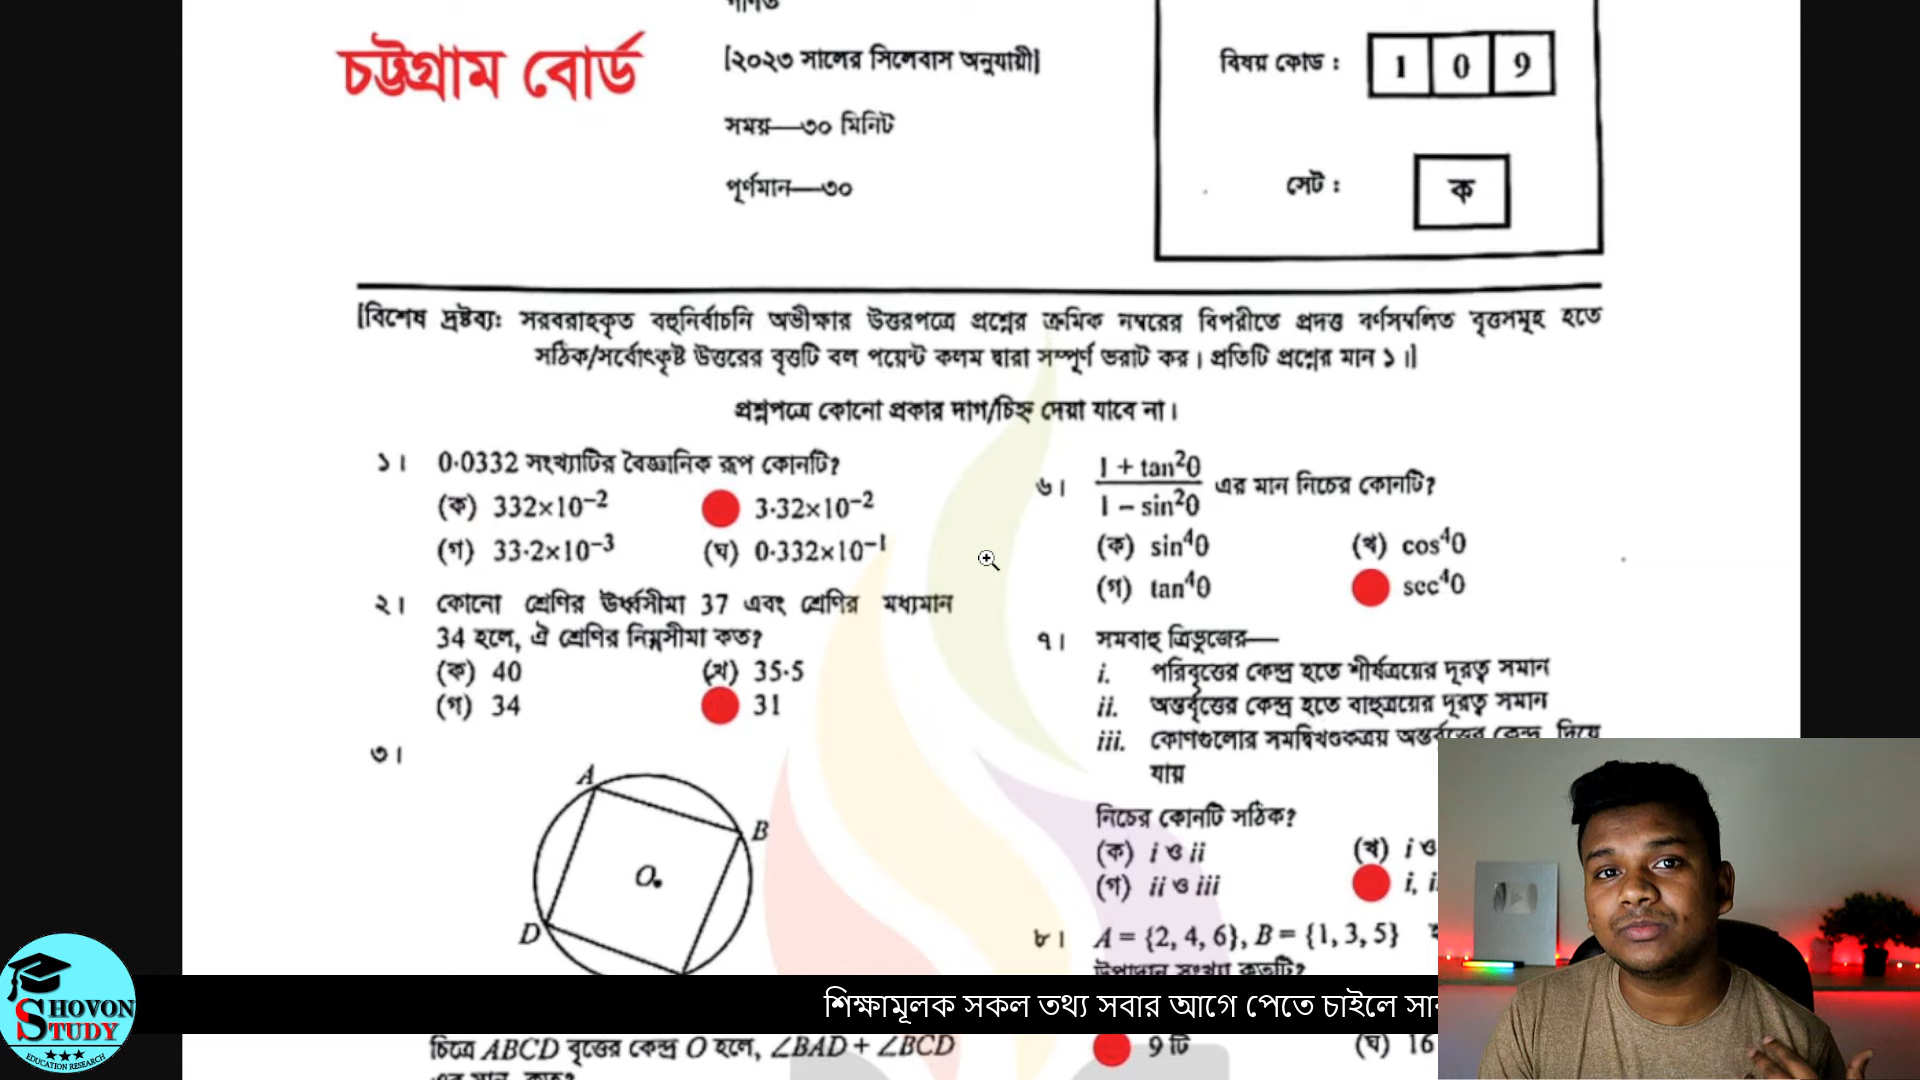 গণিত
চট্টগ্রাম বোর্ড
[২০২৩ সালের সিলেবাস অনুযায়ী]
সময়—৩০ মিনিট
পূর্ণমান—৩০
বিষয় কোড : 1 0 9
সেট : ক
[বিশেষ দ্রষ্টব্যঃ সরবরাহকৃত বহুনির্বাচনি অভীক্ষার উত্তরপত্রে প্রশ্নের ক্রমিক নম্বরের বিপরীতে প্রদত্ত বর্ণসম্বলিত বৃত্তসমূহ হতে
সঠিক/সর্বোৎকৃষ্ট উত্তরের বৃত্তটি বল পয়েন্ট কলম দ্বারা সম্পূর্ণ ভরাট কর। প্রতিটি প্রশ্নের মান ১।]
প্রশ্নপত্রে কোনো প্রকার দাগ/চিহ্ন দেয়া যাবে না।
১। 0·0332 সংখ্যাটির বৈজ্ঞানিক রূপ কোনটি?
(ক) 332×10⁻² 3·32×10⁻²
(গ) 33·2×10⁻³ (ঘ) 0·332×10⁻¹
২। কোনো শ্রেণির ঊর্ধ্বসীমা 37 এবং শ্রেণির মধ্যমান
34 হলে, ঐ শ্রেণির নিম্নসীমা কত?
(ক) 40 (খ) 35·5
(গ) 34 31
৩।
A
B
O
D
চিত্রে ABCD বৃত্তের কেন্দ্র O হলে, ∠BAD + ∠BCD
এর মান কত?
৬। 1 + tan²θ / 1 − sin²θ এর মান নিচের কোনটি?
(ক) sin⁴θ (খ) cos⁴θ
(গ) tan⁴θ sec⁴θ
৭। সমবাহু ত্রিভুজের—
i. পরিবৃত্তের কেন্দ্র হতে শীর্ষত্রয়ের দূরত্ব সমান
ii. অন্তর্বৃত্তের কেন্দ্র হতে বাহুত্রয়ের দূরত্ব সমান
iii. কোণগুলোর সমদ্বিখণ্ডকত্রয় অন্তর্বৃত্তের কেন্দ্র দিয়ে
যায়
নিচের কোনটি সঠিক?
(ক) i ও ii (খ) i ও
(গ) ii ও iii i, i
৮। A = {2, 4, 6}, B = {1, 3, 5}
উপাদান সংখ্যা কতটি?
9 টি (ঘ) 16
শিক্ষামূলক সকল তথ্য সবার আগে পেতে চাইলে
SHOVON
STUDY
EDUCATION RESEARCH